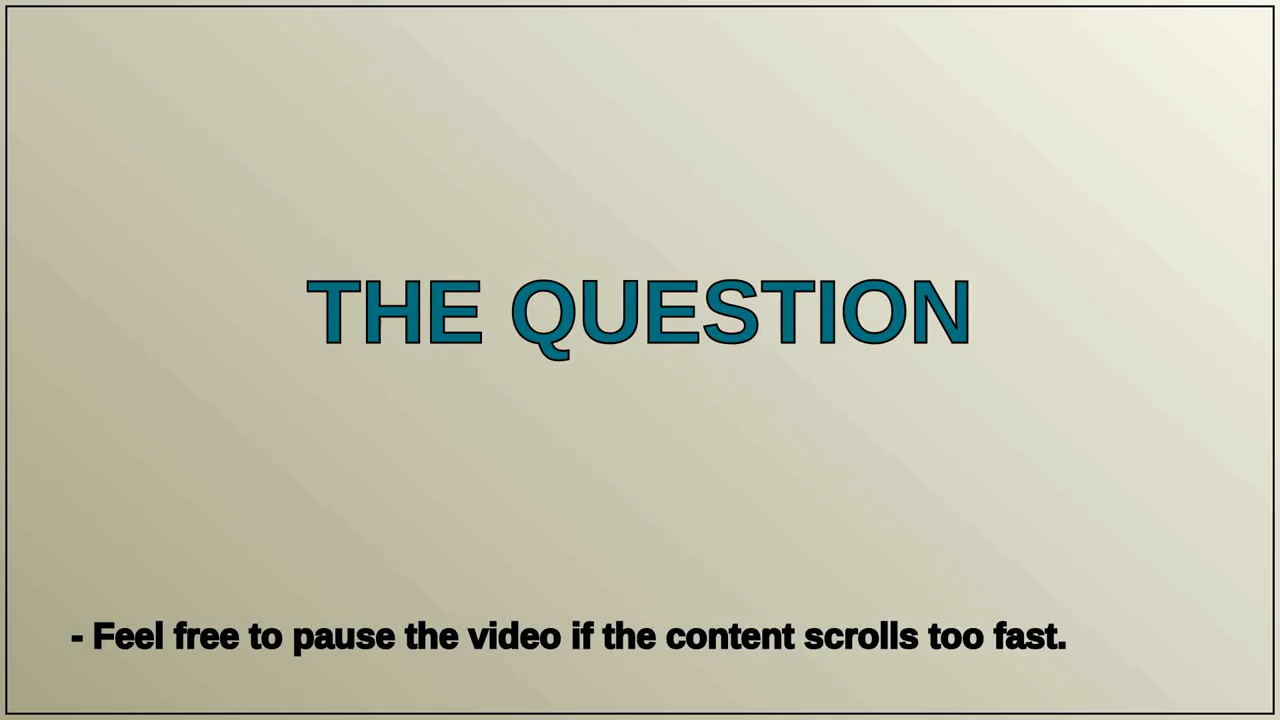 THE QUESTION
- Feel free to pause the video if the content scrolls too fast.